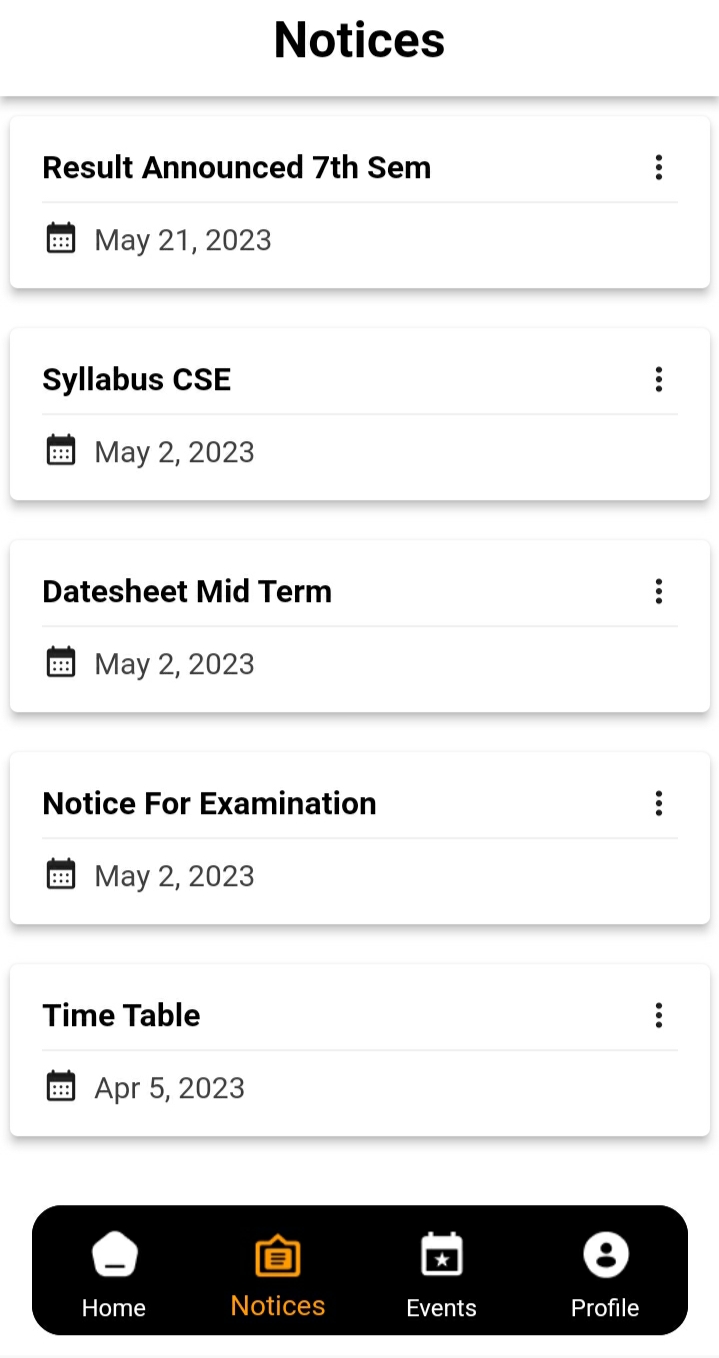 Notices
Result Announced 7th Sem
May 21, 2023
Syllabus CSE
May 2, 2023
Datesheet Mid Term
May 2, 2023
Notice For Examination
May 2, 2023
Time Table
Apr 5, 2023
Home Notices Events Profile